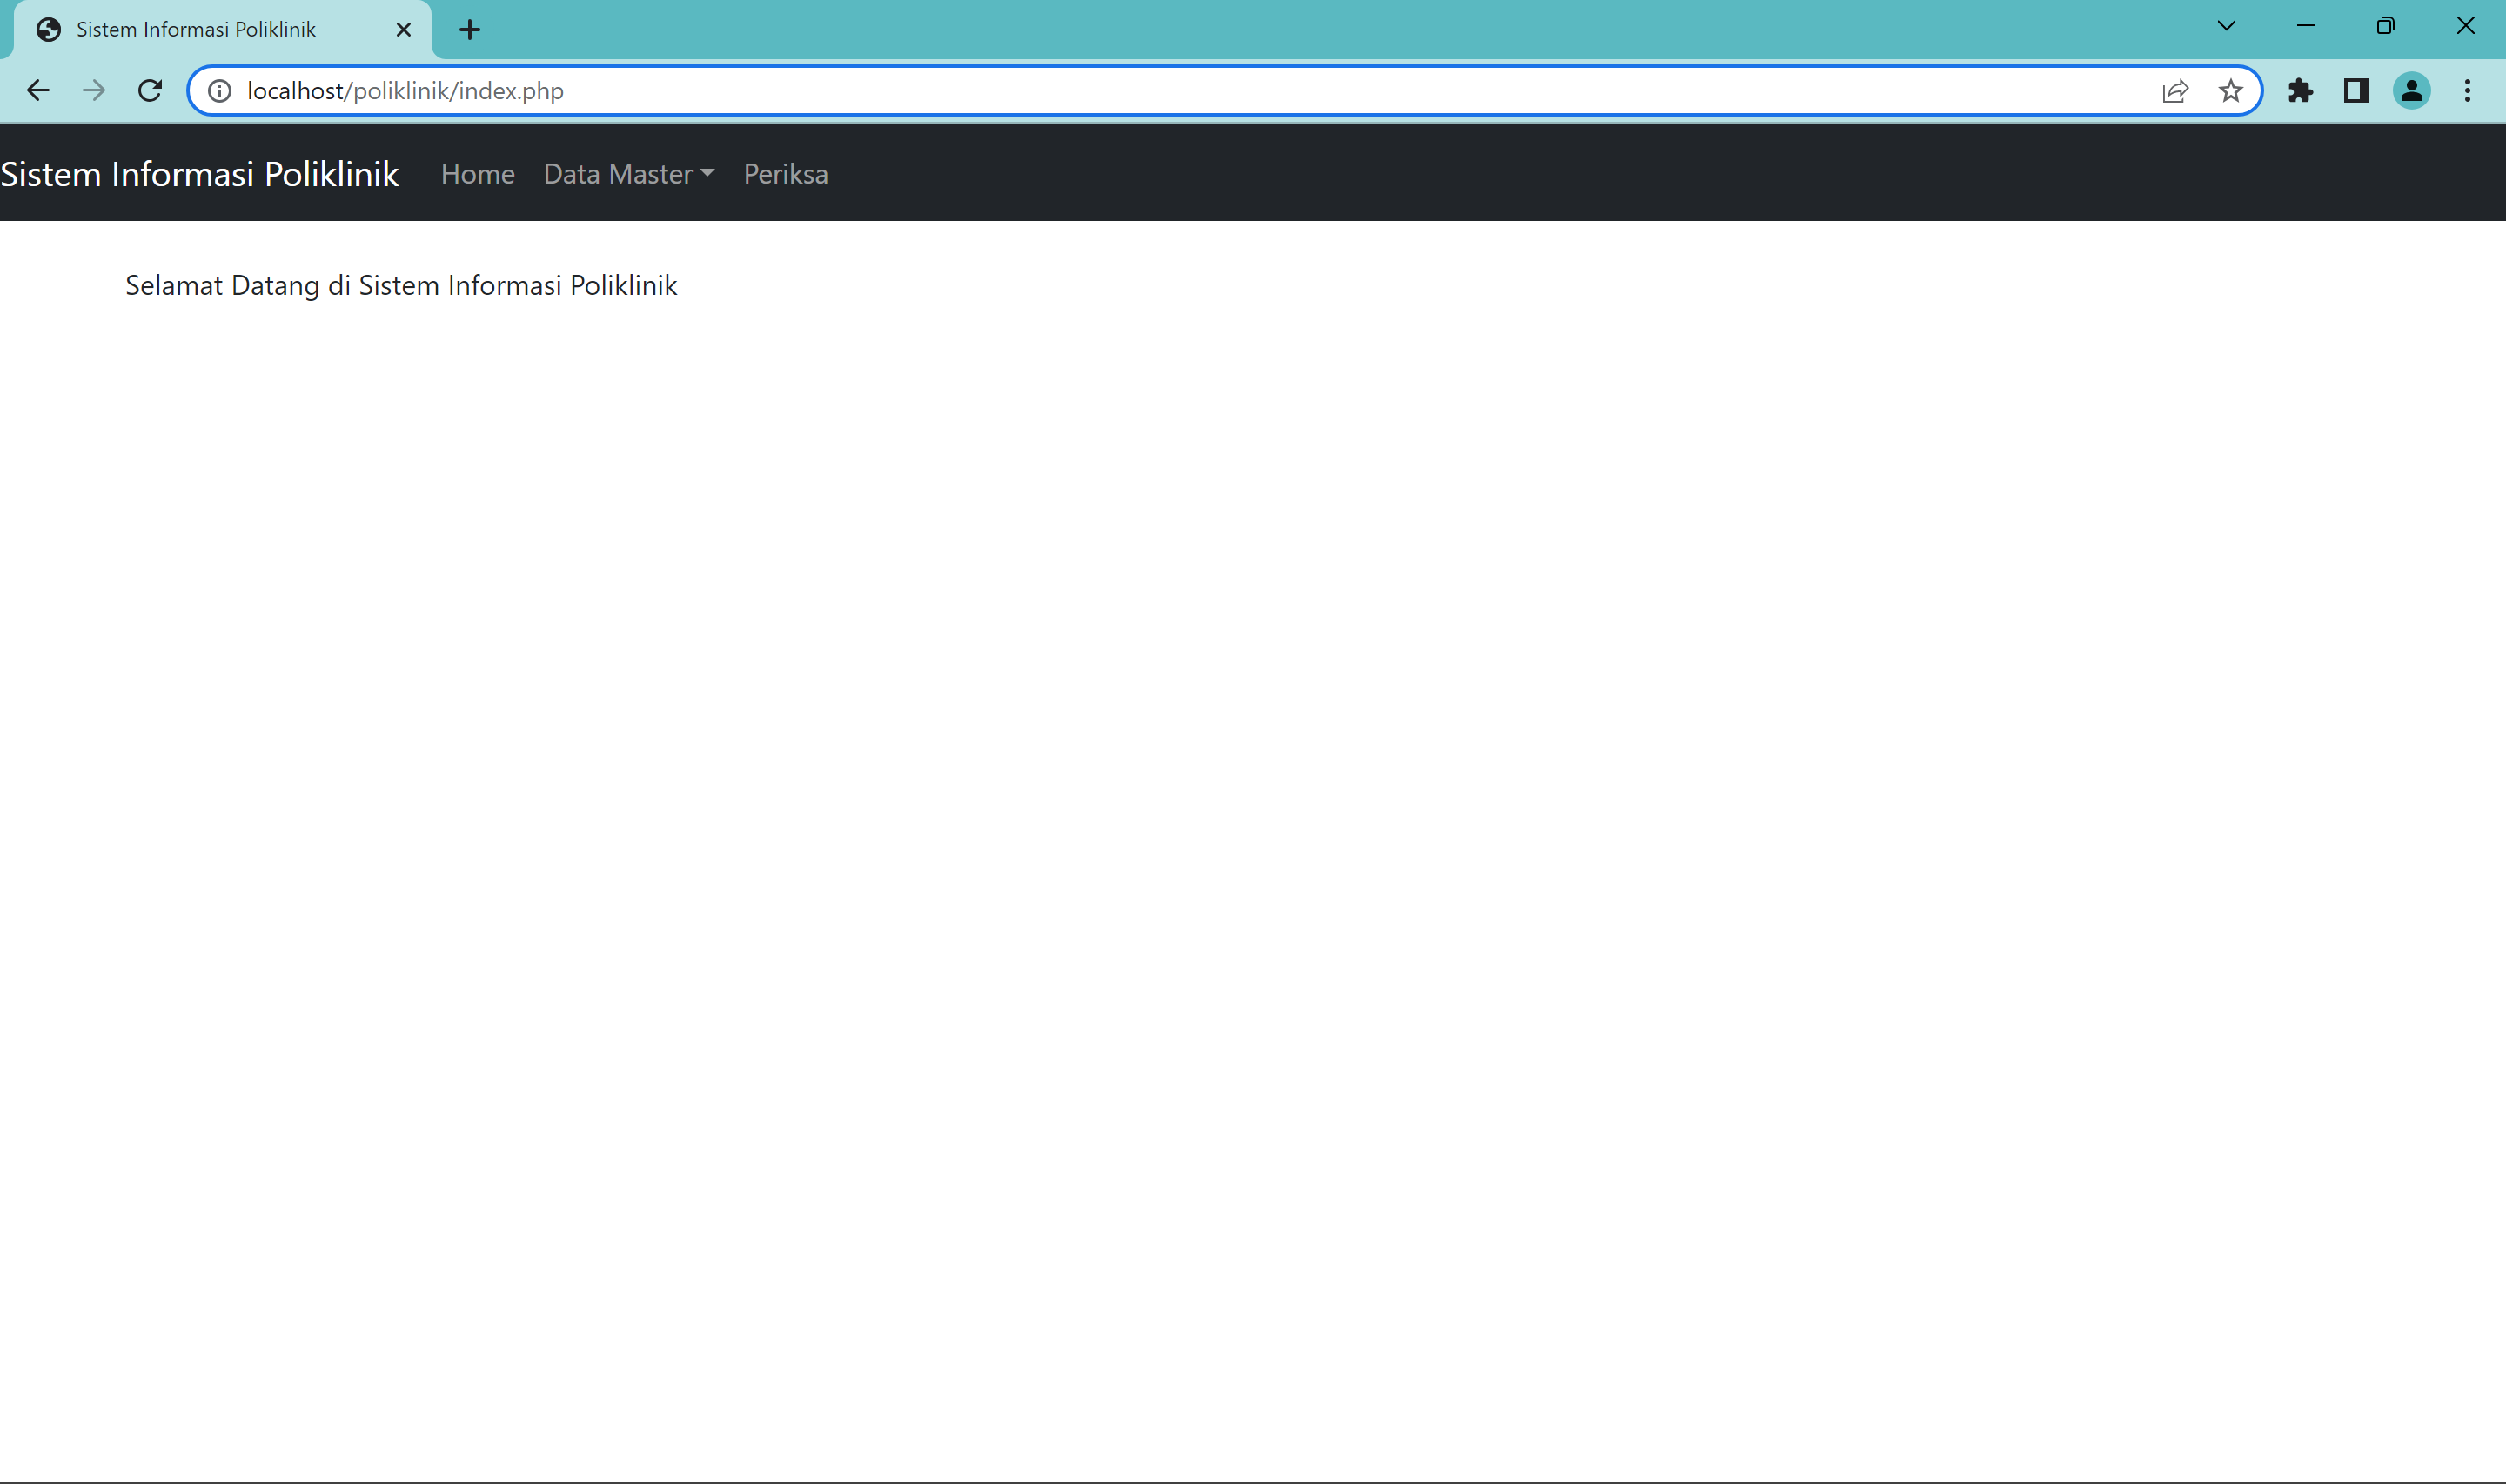 Sistem Informasi Poliklinik
localhost/poliklinik/index.php
Sistem Informasi Poliklinik Home Data Master Periksa
Selamat Datang di Sistem Informasi Poliklinik